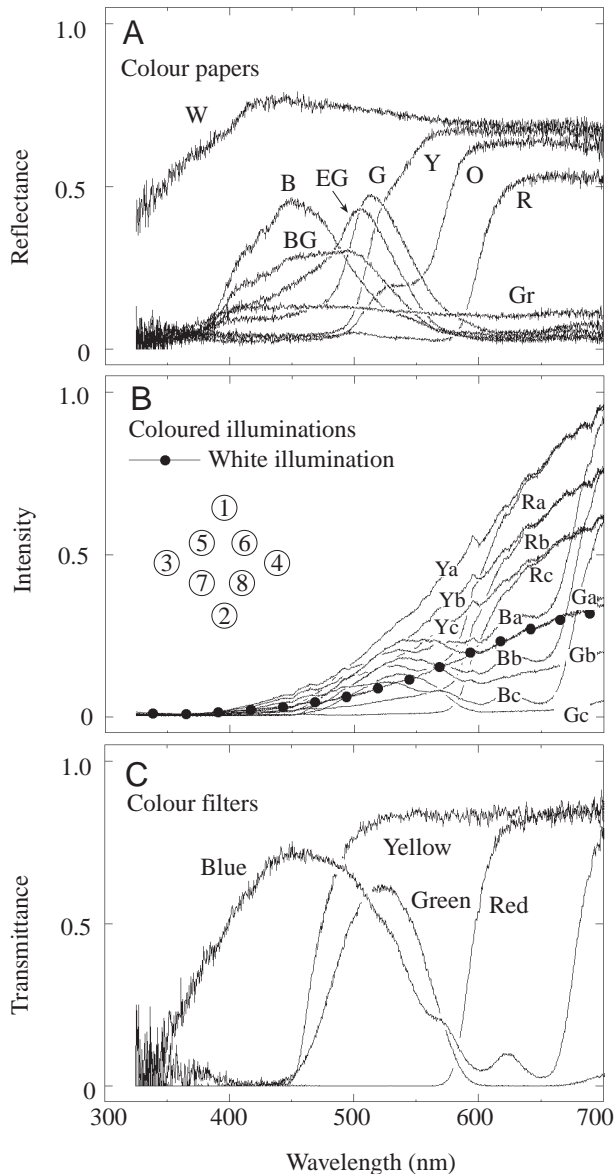 A
Colour papers
W
B
EG
G
Y
O
R
BG
Gr
1.0
0.5
0
Reflectance
B
Coloured illuminations
White illumination
1
5 6
3 4
7 8
2
Ya
Yb
Yc
Ra
Rb
Rc
Ba
Bb
Bc
Ga
Gb
Gc
1.0
0.5
0
Intensity
C
Colour filters
Blue
Yellow
Green
Red
1.0
0.5
0
Transmittance
300 400 500 600 700
Wavelength (nm)